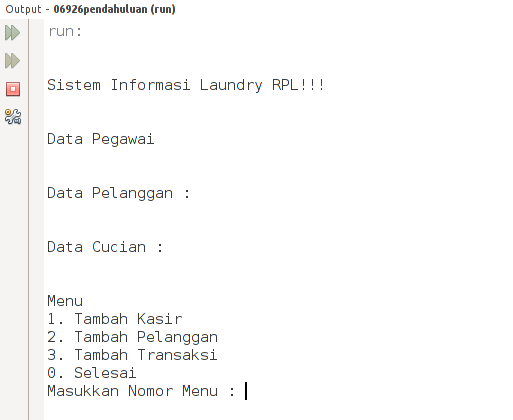 Output - 06926pendahuluan (run)
run:
Sistem Informasi Laundry RPL!!!
Data Pegawai
Data Pelanggan :
Data Cucian :
Menu
1. Tambah Kasir
2. Tambah Pelanggan
3. Tambah Transaksi
0. Selesai
Masukkan Nomor Menu :